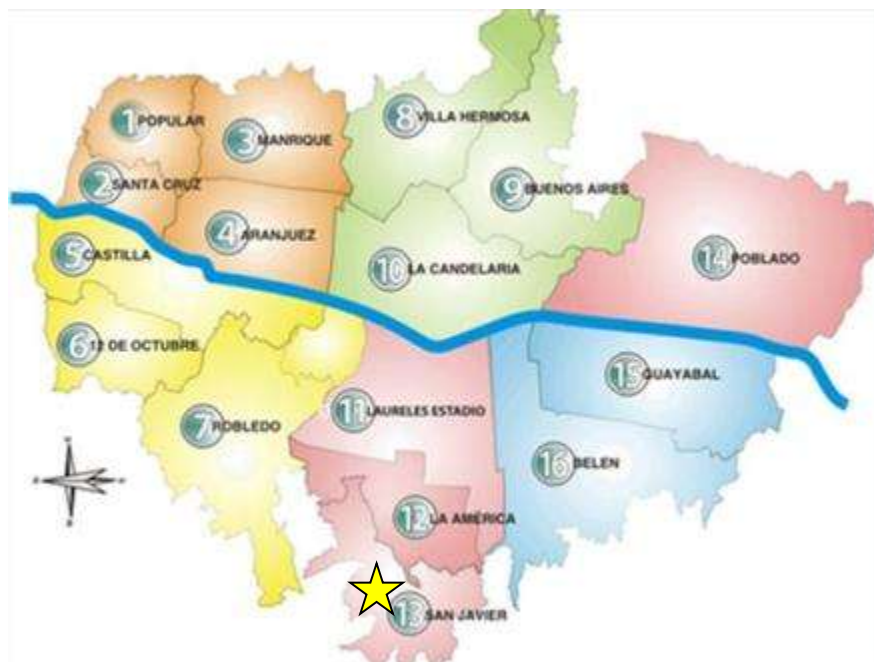 1 POPULAR
3 MANRIQUE
8 VILLA HERMOSA
2 SANTA CRUZ
9 BUENOS AIRES
4 ARANJUEZ
5 CASTILLA
10 LA CANDELARIA
14 POBLADO
6 12 DE OCTUBRE
15 GUAYABAL
11 LAURELES ESTADIO
7 ROBLEDO
16 BELEN
12 LA AMÉRICA
13 SAN JAVIER